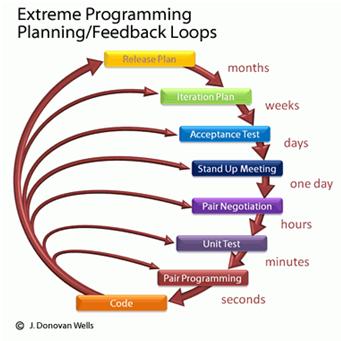 Extreme Programming
Planning/Feedback Loops
Release Plan
months
Iteration Plan
weeks
Acceptance Test
days
Stand Up Meeting
one day
Pair Negotiation
hours
Unit Test
minutes
Pair Programming
seconds
Code
© J. Donovan Wells